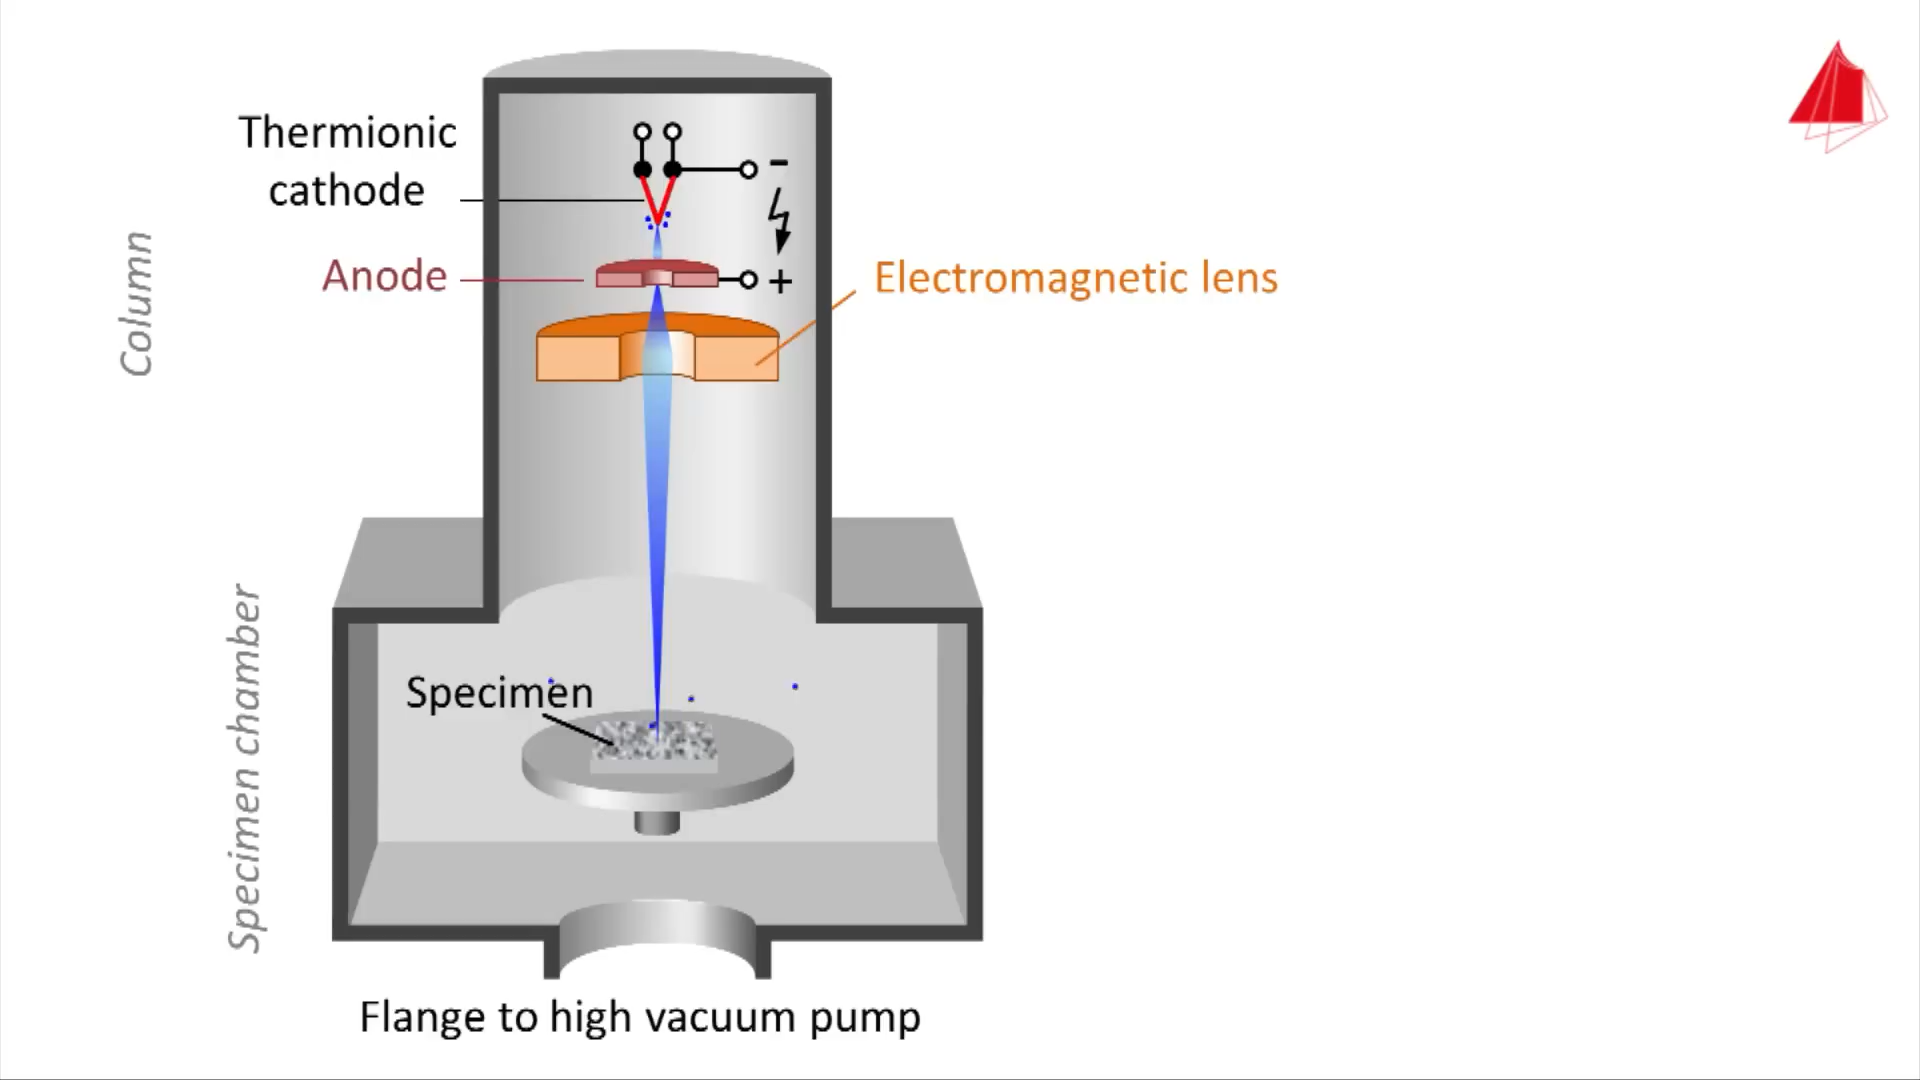 Thermionic
cathode
-
Anode
+
Electromagnetic lens
Column
Specimen
Specimen chamber
Flange to high vacuum pump